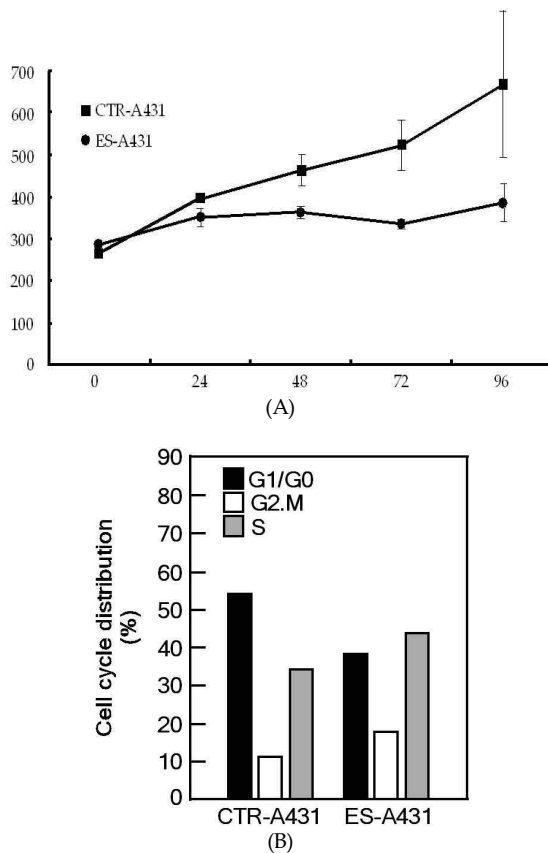 700
600
500
400
300
200
100
0
CTR-A431
ES-A431
0 24 48 72 96
(A)
Cell cycle distribution
(%)
90
80
70
60
50
40
30
20
10
0
G1/G0
G2.M
S
CTR-A431 ES-A431
(B)